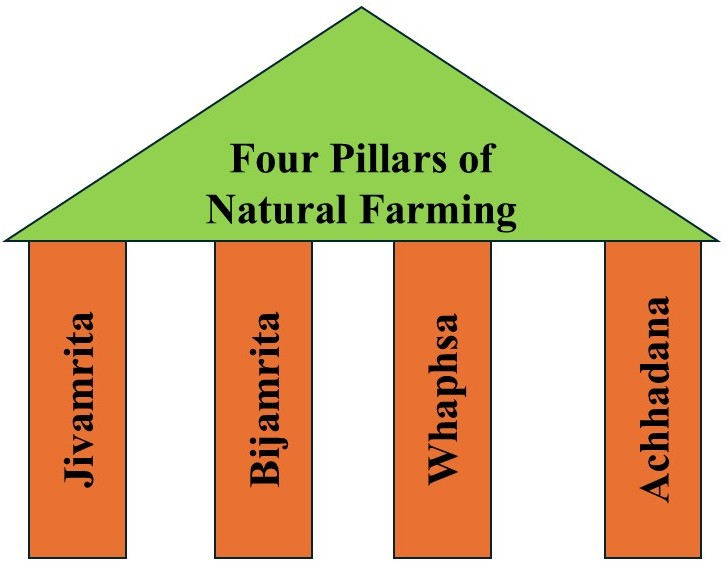 Four Pillars of
Natural Farming
Jivamrita
Bijamrita
Whaphsa
Achhadana